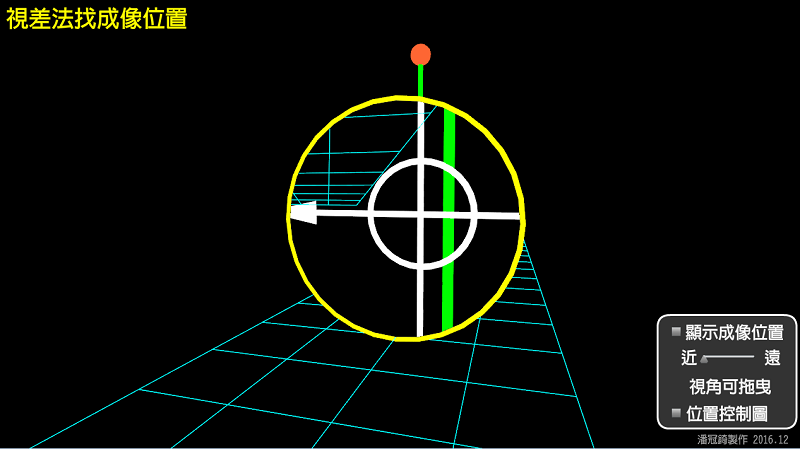 視差法找成像位置
顯示成像位置
近 遠
視角可拖曳
位置控制圖
潘冠錡製作 2016.12